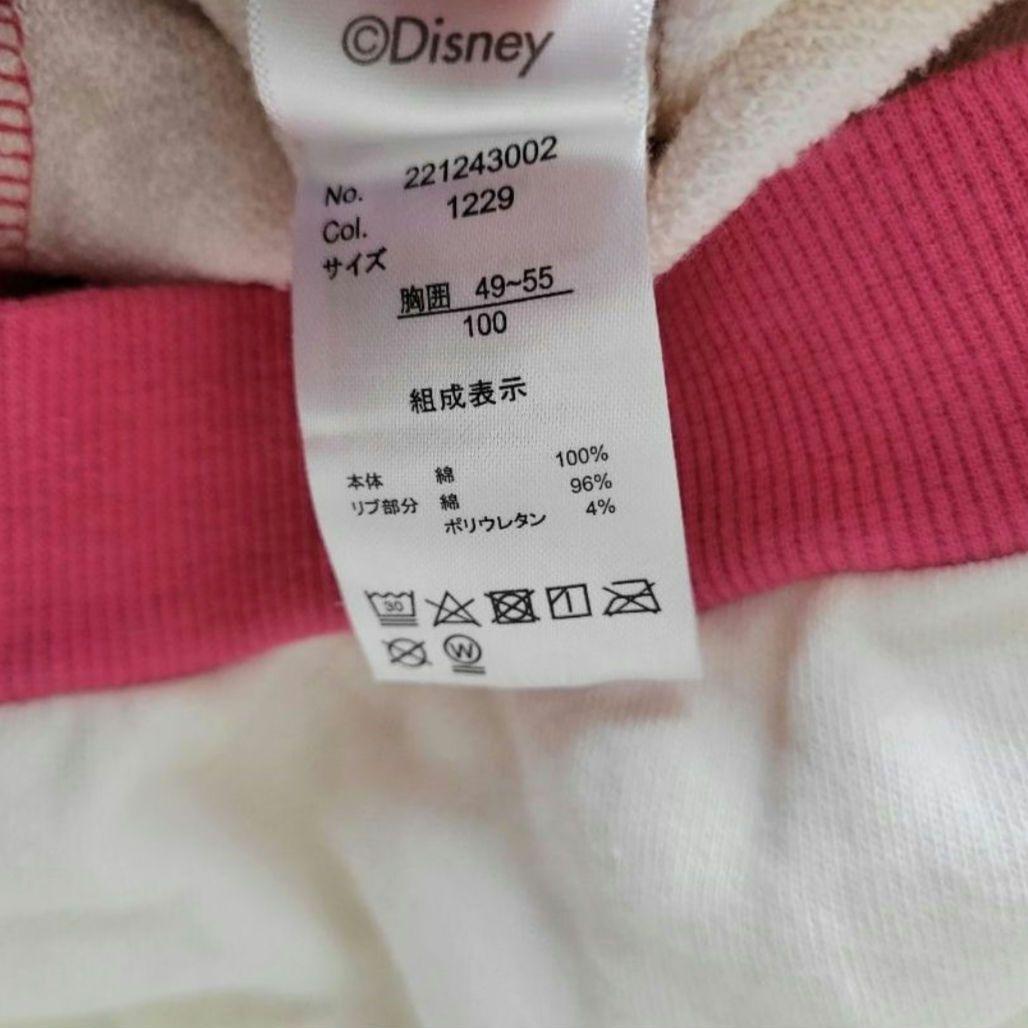 ©Disney
No. 221243002
Col. 1229
サイズ
胸囲 49~55
100
組成表示
本体 綿 100%
リブ部分 綿 96%
ポリウレタン 4%
30
W